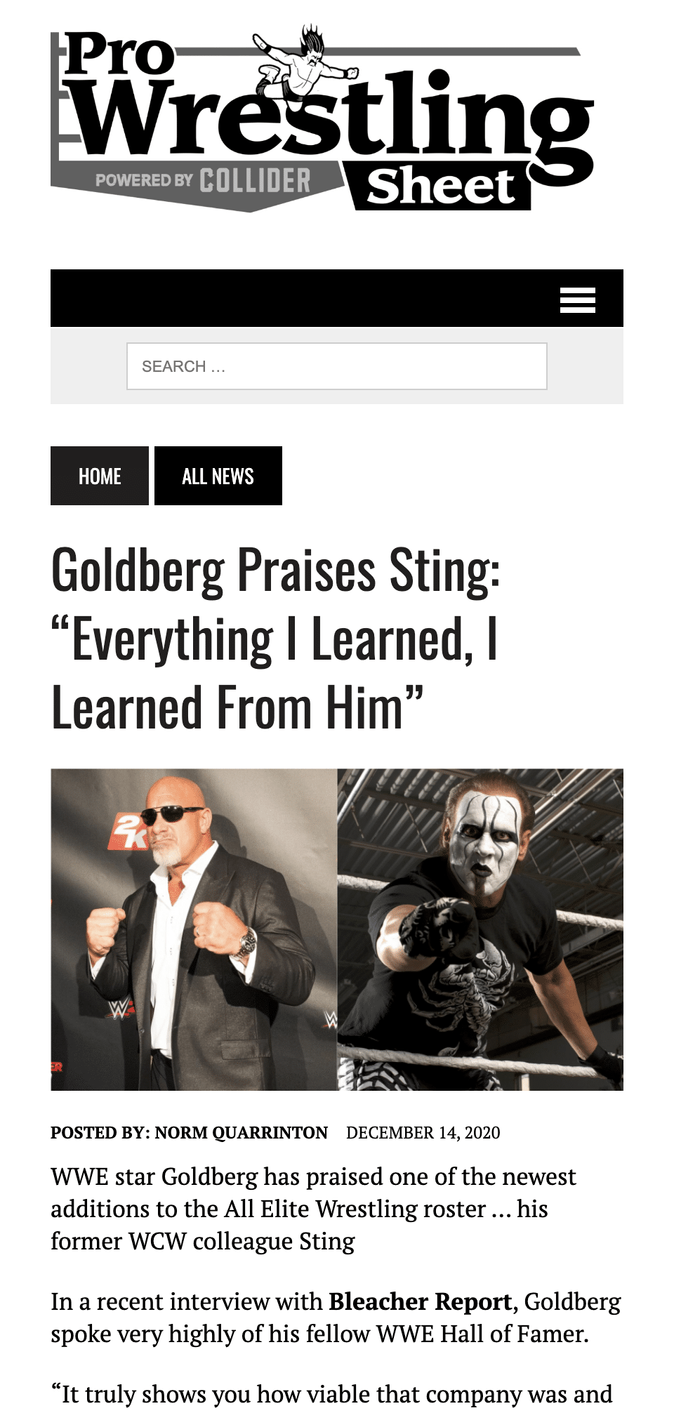 Pro
Wrestling
POWERED BY COLLIDER
Sheet
SEARCH …
HOME ALL NEWS
Goldberg Praises Sting:
“Everything I Learned, I
Learned From Him”
2K
W
W
ER
POSTED BY: NORM QUARRINTON DECEMBER 14, 2020
WWE star Goldberg has praised one of the newest
additions to the All Elite Wrestling roster … his
former WCW colleague Sting
In a recent interview with Bleacher Report, Goldberg
spoke very highly of his fellow WWE Hall of Famer.
“It truly shows you how viable that company was and